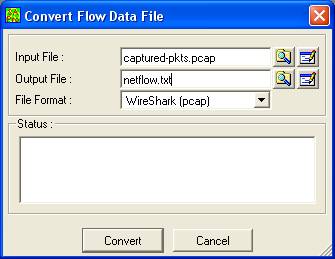 Convert Flow Data File
Input File : captured-pkts.pcap
Output File : netflow.txt
File Format : WireShark (pcap)
Status :
Convert Cancel